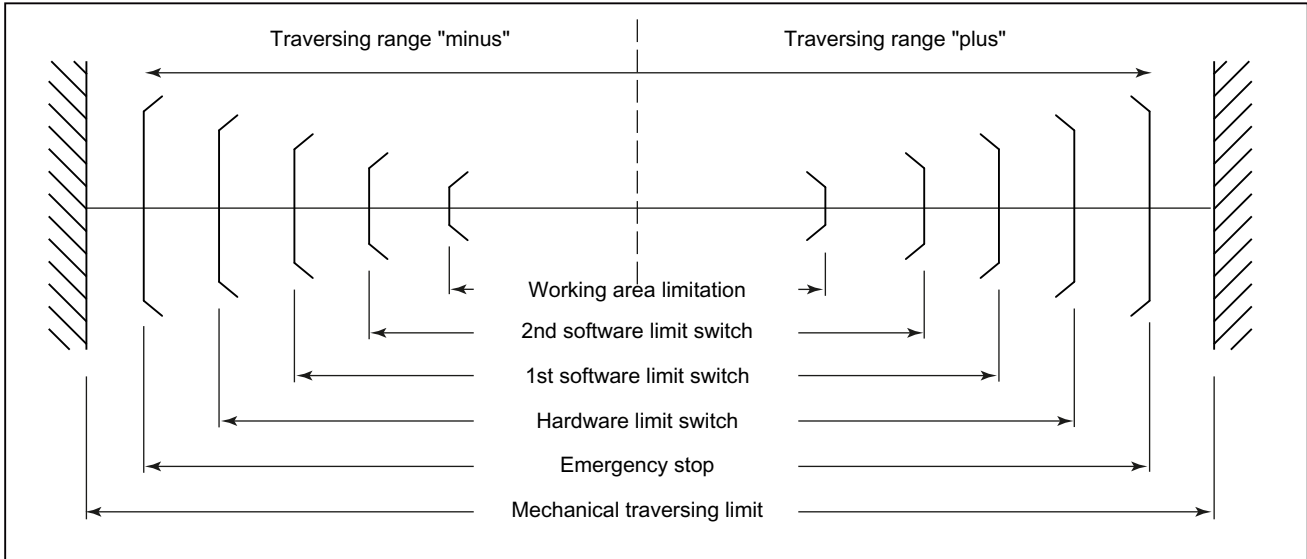 Traversing range "minus"
Traversing range "plus"
Working area limitation
2nd software limit switch
1st software limit switch
Hardware limit switch
Emergency stop
Mechanical traversing limit